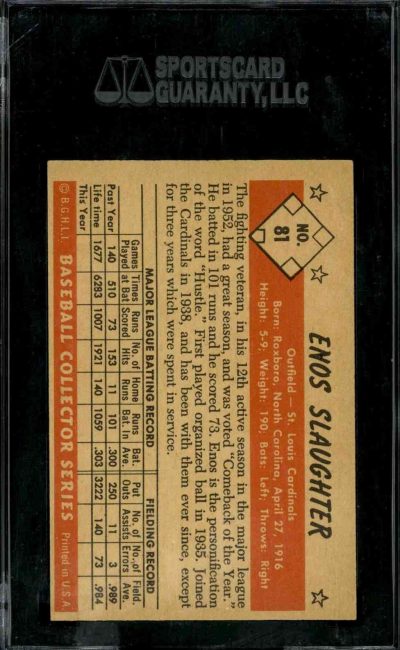 SPORTSCARD
GUARANTY, LLC
NO.
81
ENOS SLAUGHTER
Outfield — St. Louis Cardinals
Born: Roxboro, North Carolina, April 27, 1916
Height: 5-9; Weight: 190; Bats: Left; Throws: Right
The fighting veteran, in his 12th active season in the major league
in 1952, had a great season, and was voted "Comeback of the Year."
He batted in 101 runs and he scored 73. Enos is the personification
of the word "Hustle." First played organized ball in 1935. Joined
the Cardinals in 1938, and has been with them ever since, except
for three years which were spent in service.
MAJOR LEAGUE BATTING RECORD FIELDING RECORD
Games Times Runs No. of Home Runs Bat. Put No. of No. of Field.
Played at Bat Scored Hits Runs Bat. In Ave. Outs Assists Errors Ave.
Past Year 140 510 73 153 11 101 .300 250 11 3 .989
Life time 1677 6283 1007 1921 140 1059 .303 3222 140 73 .984
This Year
© B.G.H.L.I. BASEBALL COLLECTOR SERIES Printed in U.S.A.